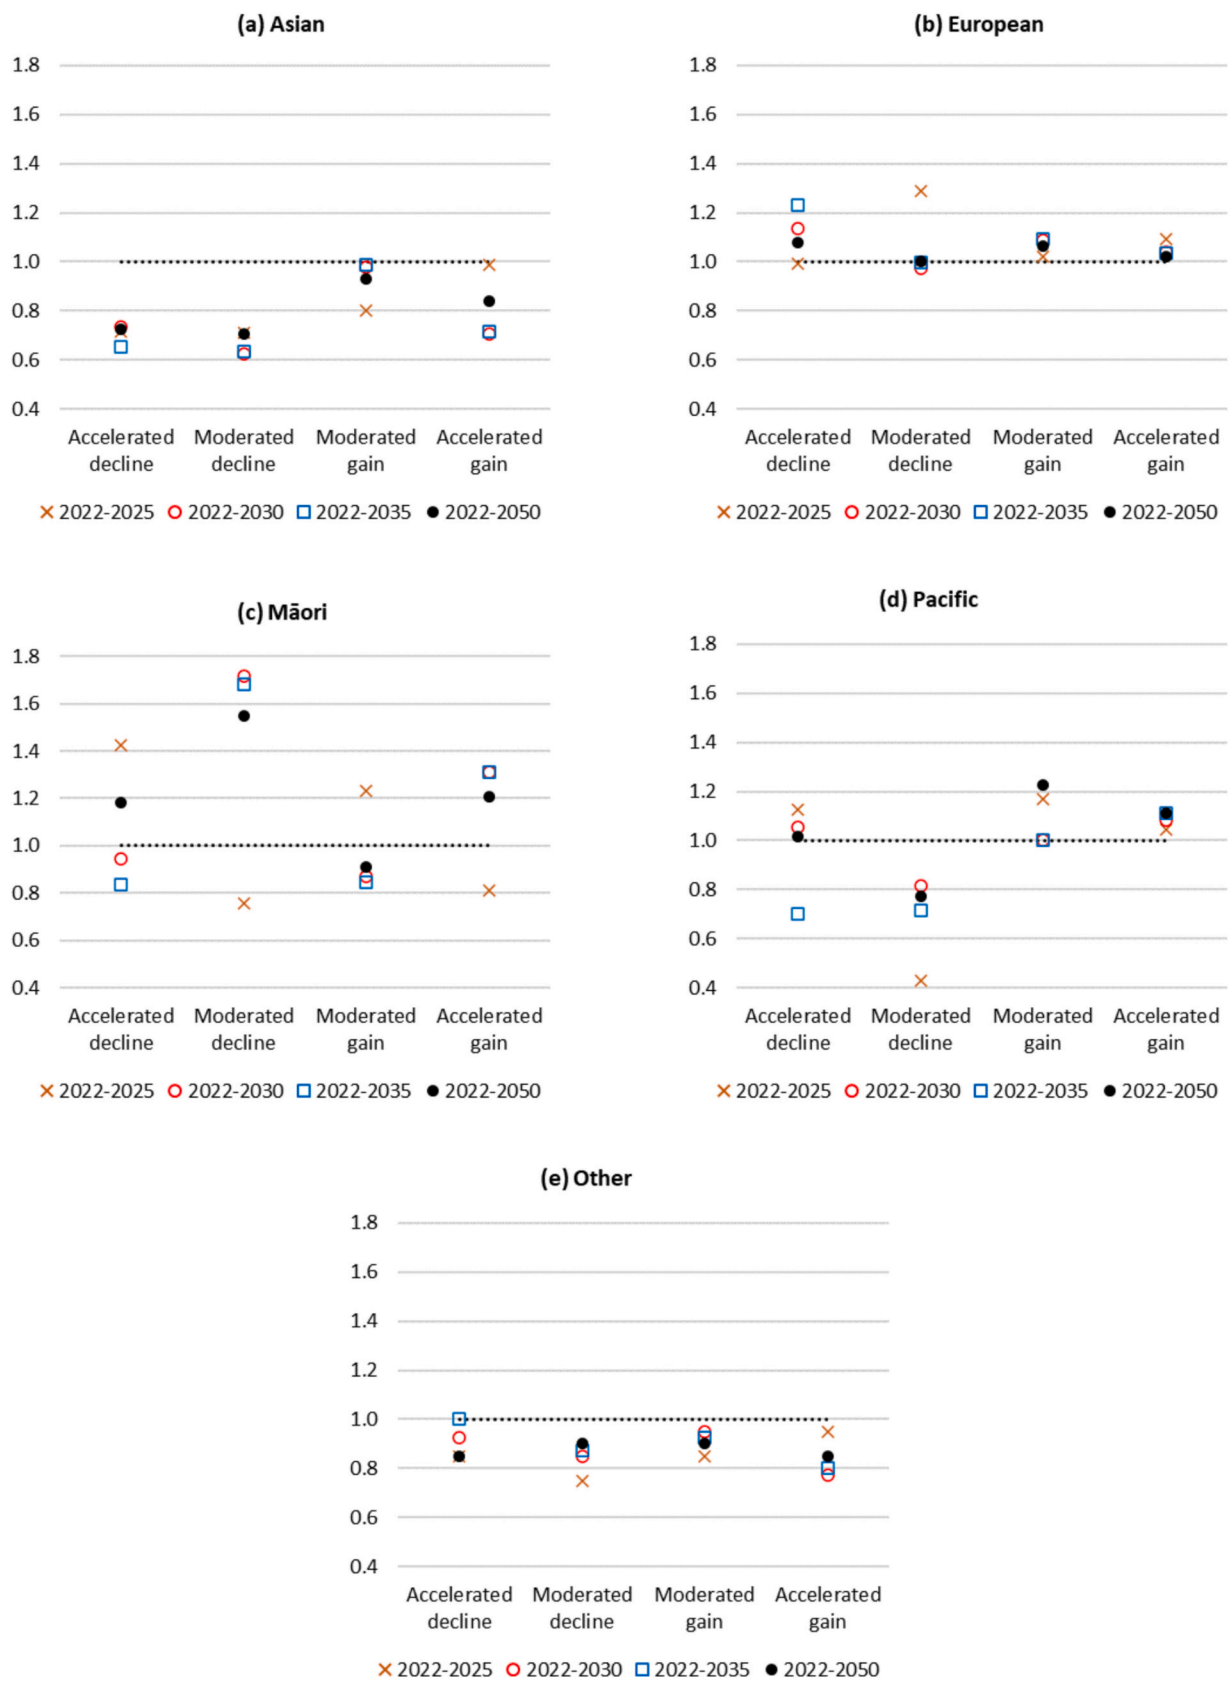 (a) Asian
1.8
1.6
1.4
1.2
1.0
0.8
0.6
0.4
Accelerated decline
Moderated decline
Moderated gain
Accelerated gain
2022-2025 2022-2030 2022-2035 2022-2050
(b) European
1.8
1.6
1.4
1.2
1.0
0.8
0.6
0.4
Accelerated decline
Moderated decline
Moderated gain
Accelerated gain
2022-2025 2022-2030 2022-2035 2022-2050
(c) Māori
1.8
1.6
1.4
1.2
1.0
0.8
0.6
0.4
Accelerated decline
Moderated decline
Moderated gain
Accelerated gain
2022-2025 2022-2030 2022-2035 2022-2050
(d) Pacific
1.8
1.6
1.4
1.2
1.0
0.8
0.6
0.4
Accelerated decline
Moderated decline
Moderated gain
Accelerated gain
2022-2025 2022-2030 2022-2035 2022-2050
(e) Other
1.8
1.6
1.4
1.2
1.0
0.8
0.6
0.4
Accelerated decline
Moderated decline
Moderated gain
Accelerated gain
2022-2025 2022-2030 2022-2035 2022-2050